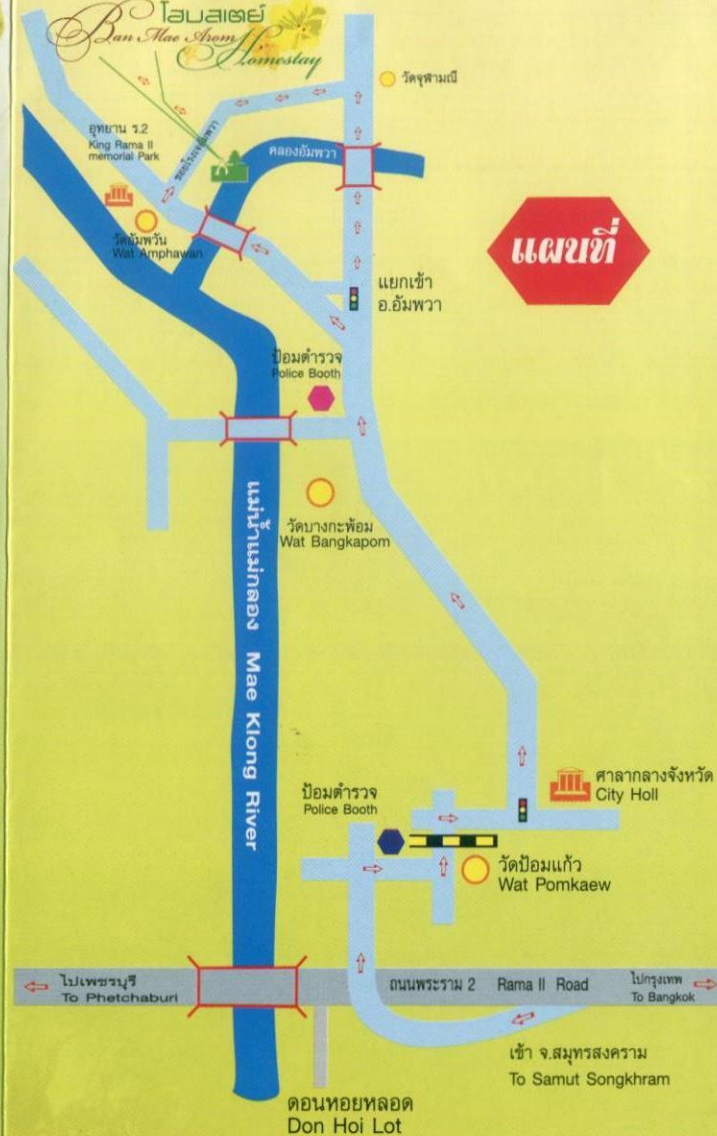 โฮมสเตย์
Ban Mae Arom
Homestay
วัดจุฬามณี
อุทยาน ร.2
King Rama II
memorial Park
คลองอัมพวา
วัดอัมพวัน
Wat Amphawan
แผนที่
แยกเข้า
อ.อัมพวา
ป้อมตำรวจ
Police Booth
วัดบางกะพ้อม
Wat Bangkapom
แม่น้ำแม่กลอง Mae Klong River
ศาลากลางจังหวัด
City Holl
ป้อมตำรวจ
Police Booth
วัดป้อมแก้ว
Wat Pomkaew
ไปเพชรบุรี
To Phetchaburi
ถนนพระราม 2 Rama II Road
ไปกรุงเทพ
To Bangkok
เข้า จ.สมุทรสงคราม
To Samut Songkhram
ดอนหอยหลอด
Don Hoi Lot